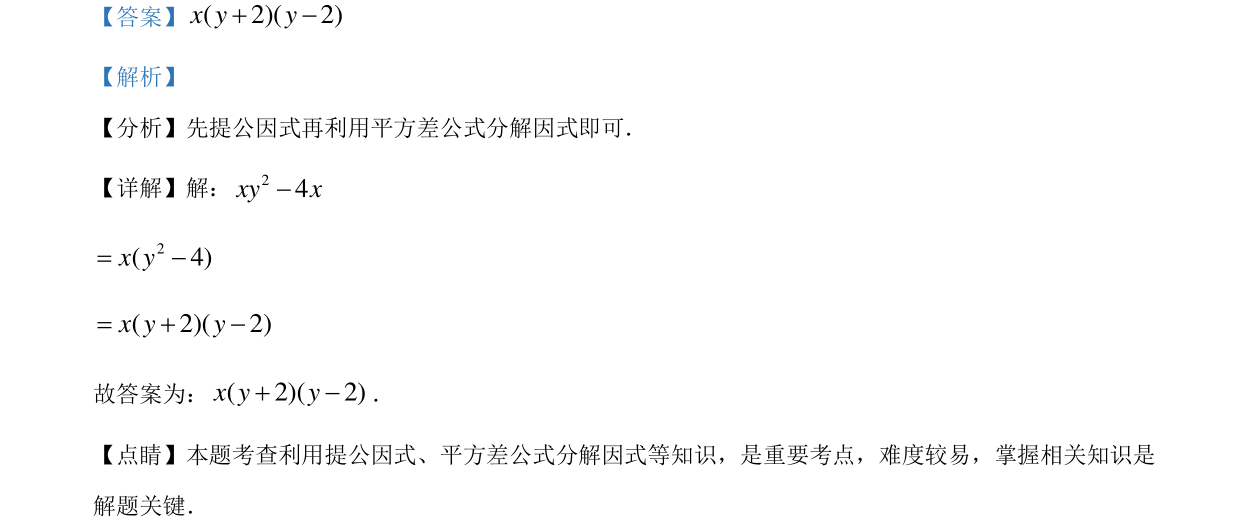 【答案】x(y+2)(y−2)
【解析】
【分析】先提公因式再利用平方差公式分解因式即可．
【详解】解：xy²−4x
=x(y²−4)
=x(y+2)(y−2)
故答案为：x(y+2)(y−2)．
【点睛】本题考查利用提公因式、平方差公式分解因式等知识，是重要考点，难度较易，掌握相关知识是
解题关键．